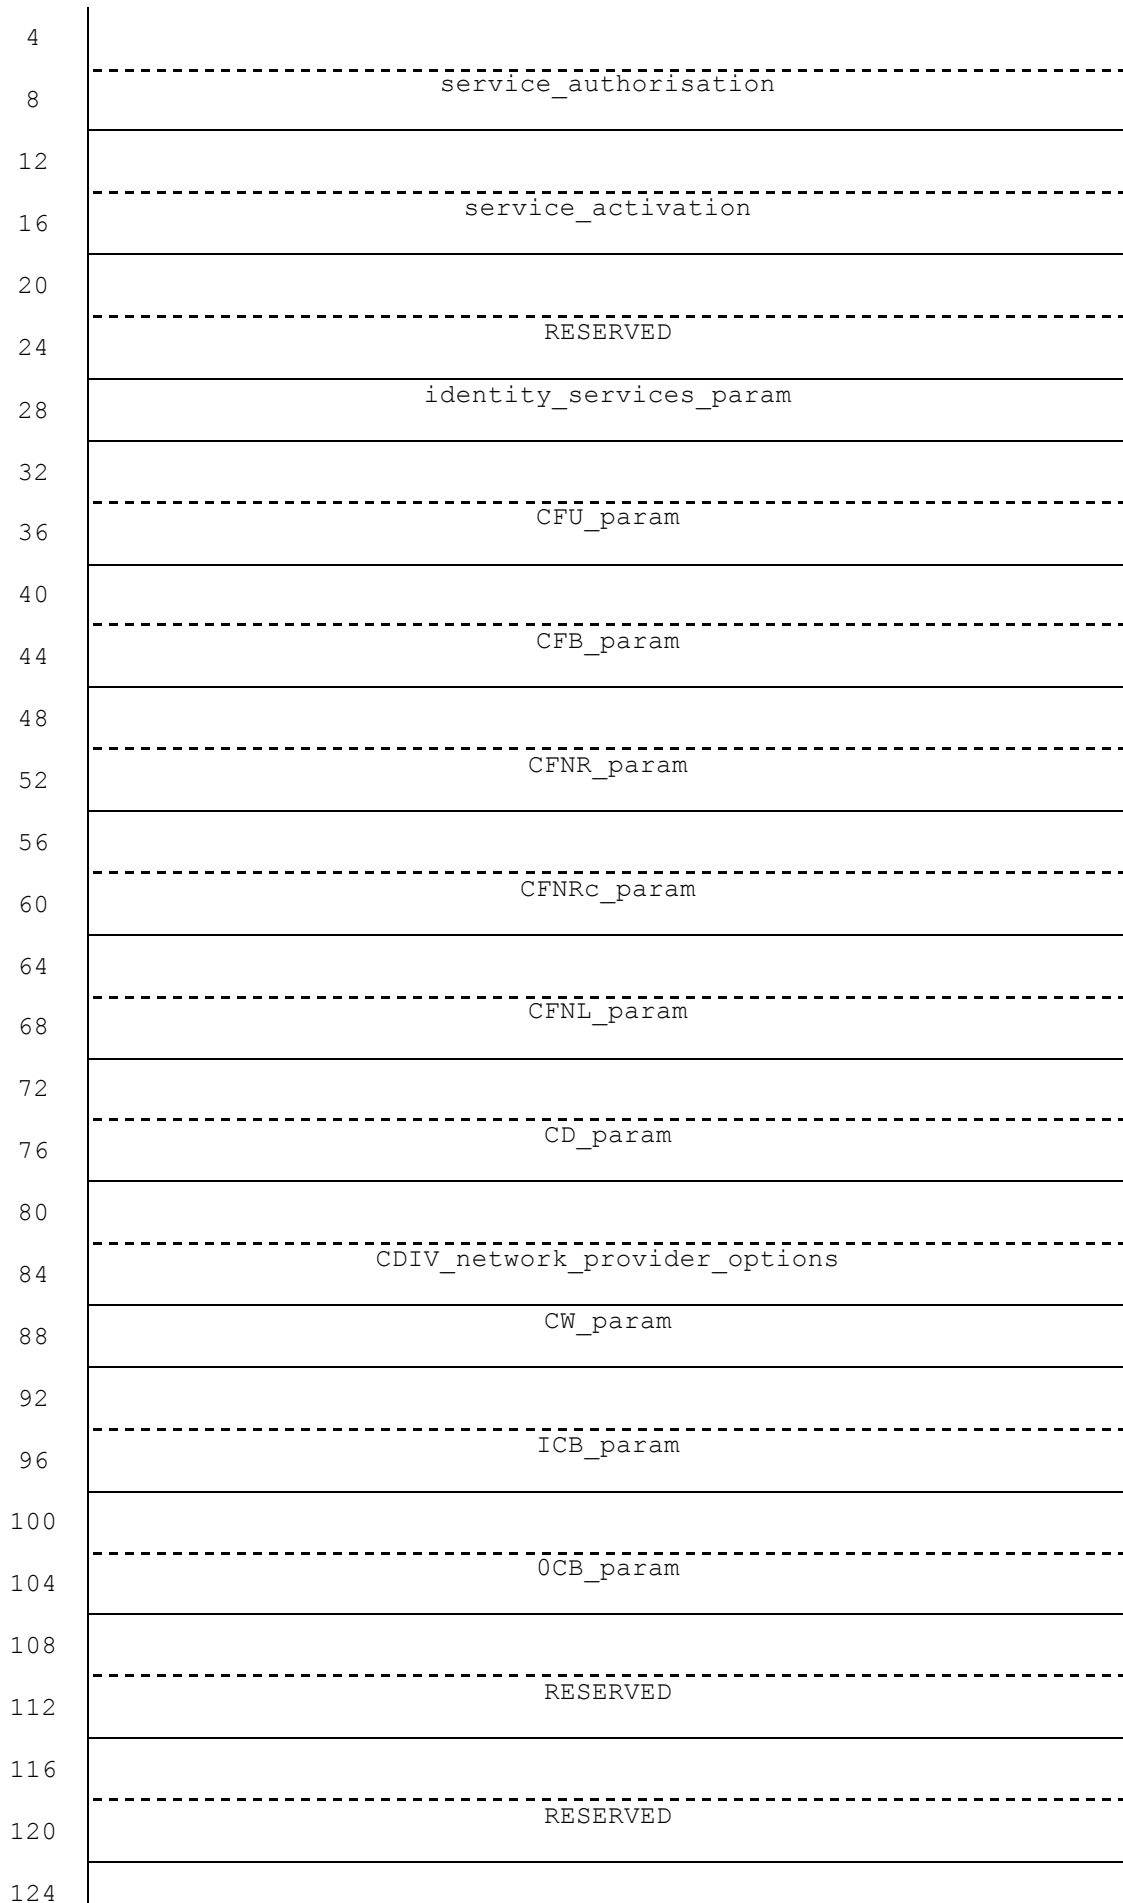 4
service_authorisation
8
12
service_activation
16
20
RESERVED
24
identity_services_param
28
32
CFU_param
36
40
CFB_param
44
48
CFNR_param
52
56
CFNRc_param
60
64
CFNL_param
68
72
CD_param
76
80
CDIV_network_provider_options
84
CW_param
88
92
ICB_param
96
100
0CB_param
104
108
RESERVED
112
116
RESERVED
120
124